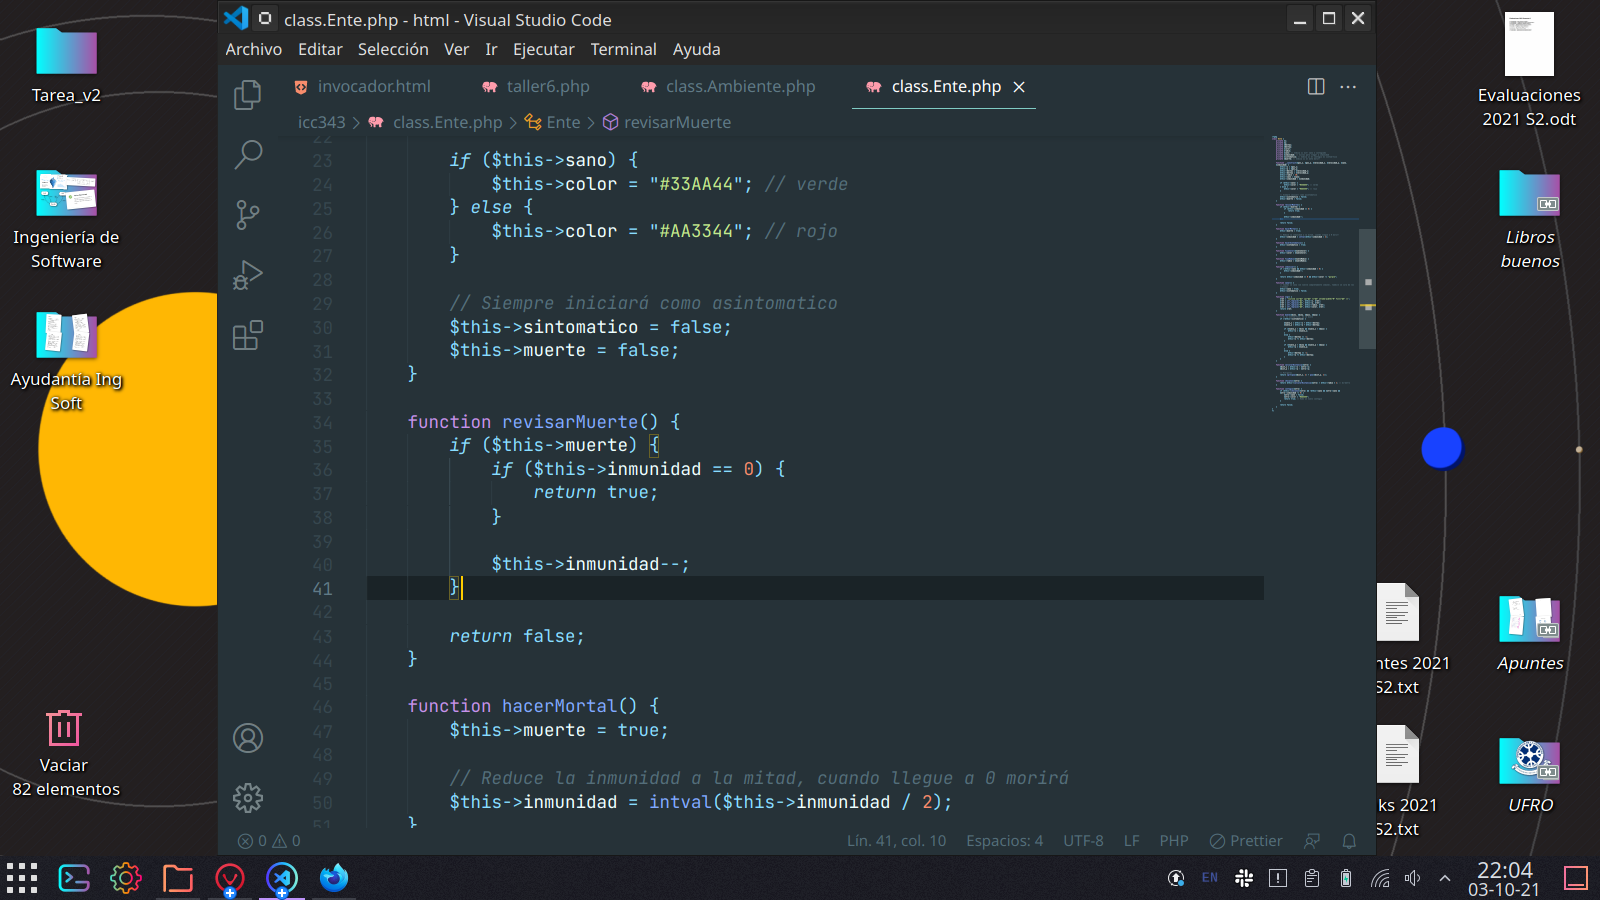 class.Ente.php - html - Visual Studio Code
Archivo Editar Selección Ver Ir Ejecutar Terminal Ayuda
invocador.html taller6.php class.Ambiente.php class.Ente.php
icc343 > class.Ente.php > Ente > revisarMuerte
22
23 if ($this->sano) {
24 $this->color = "#33AA44"; // verde
25 } else {
26 $this->color = "#AA3344"; // rojo
27 }
28
29 // Siempre iniciará como asintomatico
30 $this->sintomatico = false;
31 $this->muerte = false;
32 }
33
34 function revisarMuerte() {
35 if ($this->muerte) {
36 if ($this->inmunidad == 0) {
37 return true;
38 }
39
40 $this->inmunidad--;
41 }
42
43 return false;
44 }
45
46 function hacerMortal() {
47 $this->muerte = true;
48
49 // Reduce la inmunidad a la mitad, cuando llegue a 0 morirá
50 $this->inmunidad = intval($this->inmunidad / 2);
51 }
0 0 Lín. 41, col. 10 Espacios: 4 UTF-8 LF PHP Prettier
Tarea_v2
Ingeniería de
Software
Ayudantía Ing
Soft
Vaciar
82 elementos
Evaluaciones
2021 S2.odt
Libros
buenos
ntes 2021
S2.txt
Apuntes
ks 2021
S2.txt
UFRO
EN
22:04
03-10-21